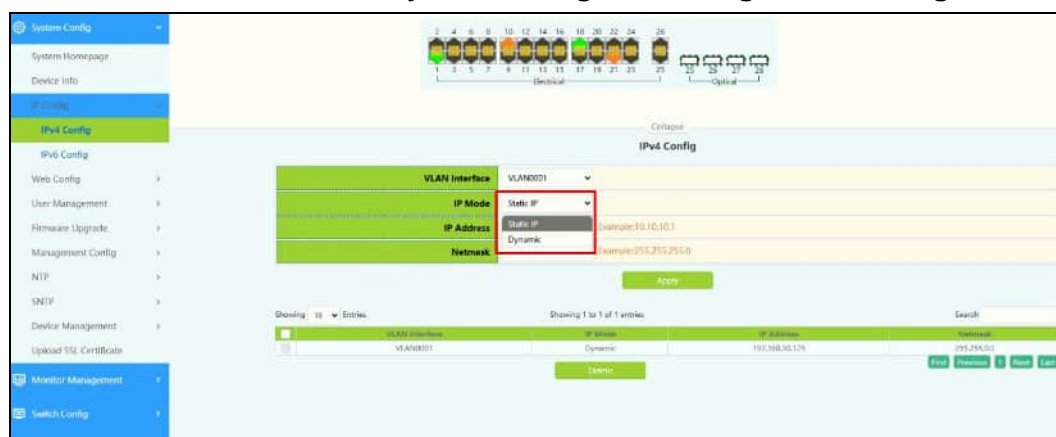 System Config
System Homepage
Device Info
IP Config
IPv4 Config
IPv6 Config
Web Config
User Management
Firmware Upgrade
Management Config
NTP
SNTP
Device Management
Upload SSL Certificate
Monitor Management
Switch Config
2 4 6 8 10 12 14 16 18 20 22 24 26
1 3 5 7 9 11 13 15 17 19 21 23 25
25 26 27 28
Electrical
Optical
Collapse
IPv4 Config
VLAN Interface VLAN0001
IP Mode Static IP
Static IP
Dynamic
IP Address Example:10.10.10.1
Netmask Example:255.255.255.0
Apply
Showing 10 Entries Showing 1 to 1 of 1 entries Search
VLAN Interface IP Mode IP Address Netmask
VLAN0001 Dynamic
Delete
First Previous 1 Next Last